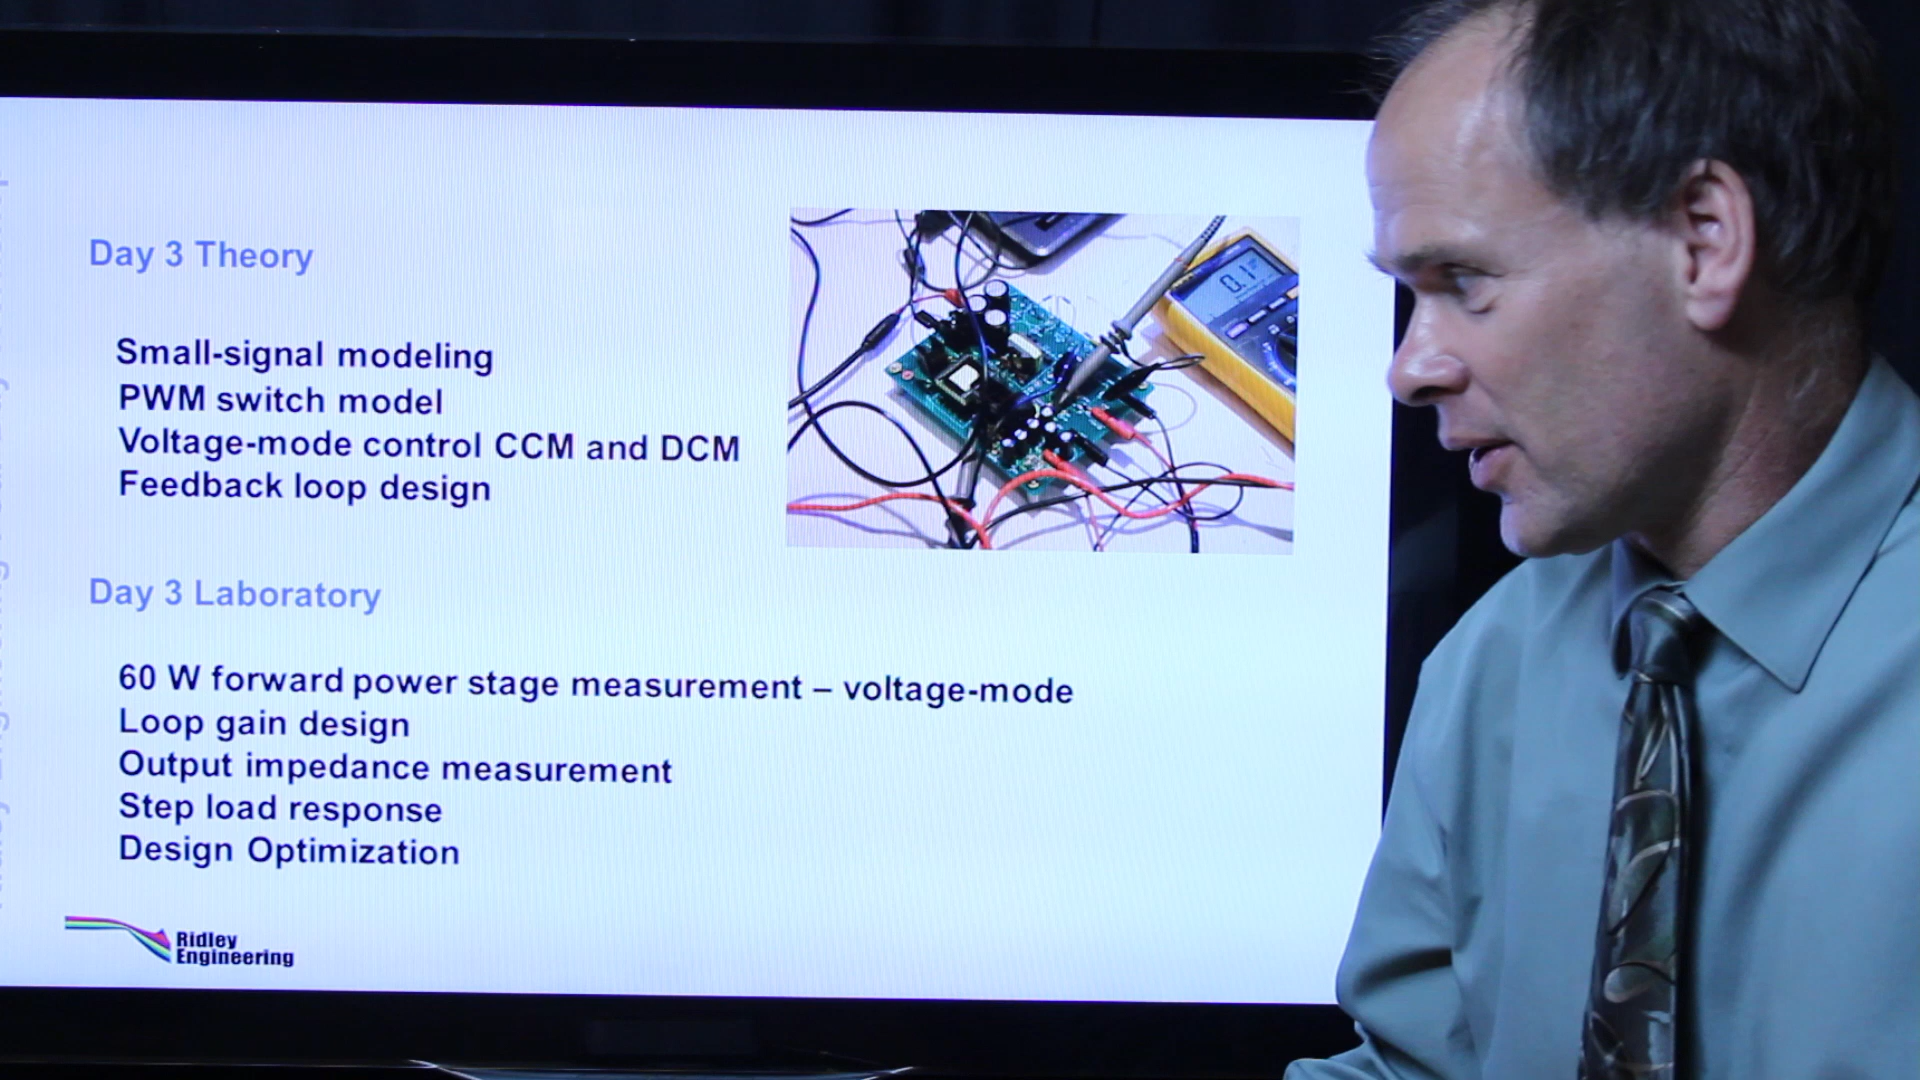 Day 3 Theory
Small-signal modeling
PWM switch model
Voltage-mode control CCM and DCM
Feedback loop design
0.1
Day 3 Laboratory
60 W forward power stage measurement – voltage-mode
Loop gain design
Output impedance measurement
Step load response
Design Optimization
Ridley
Engineering